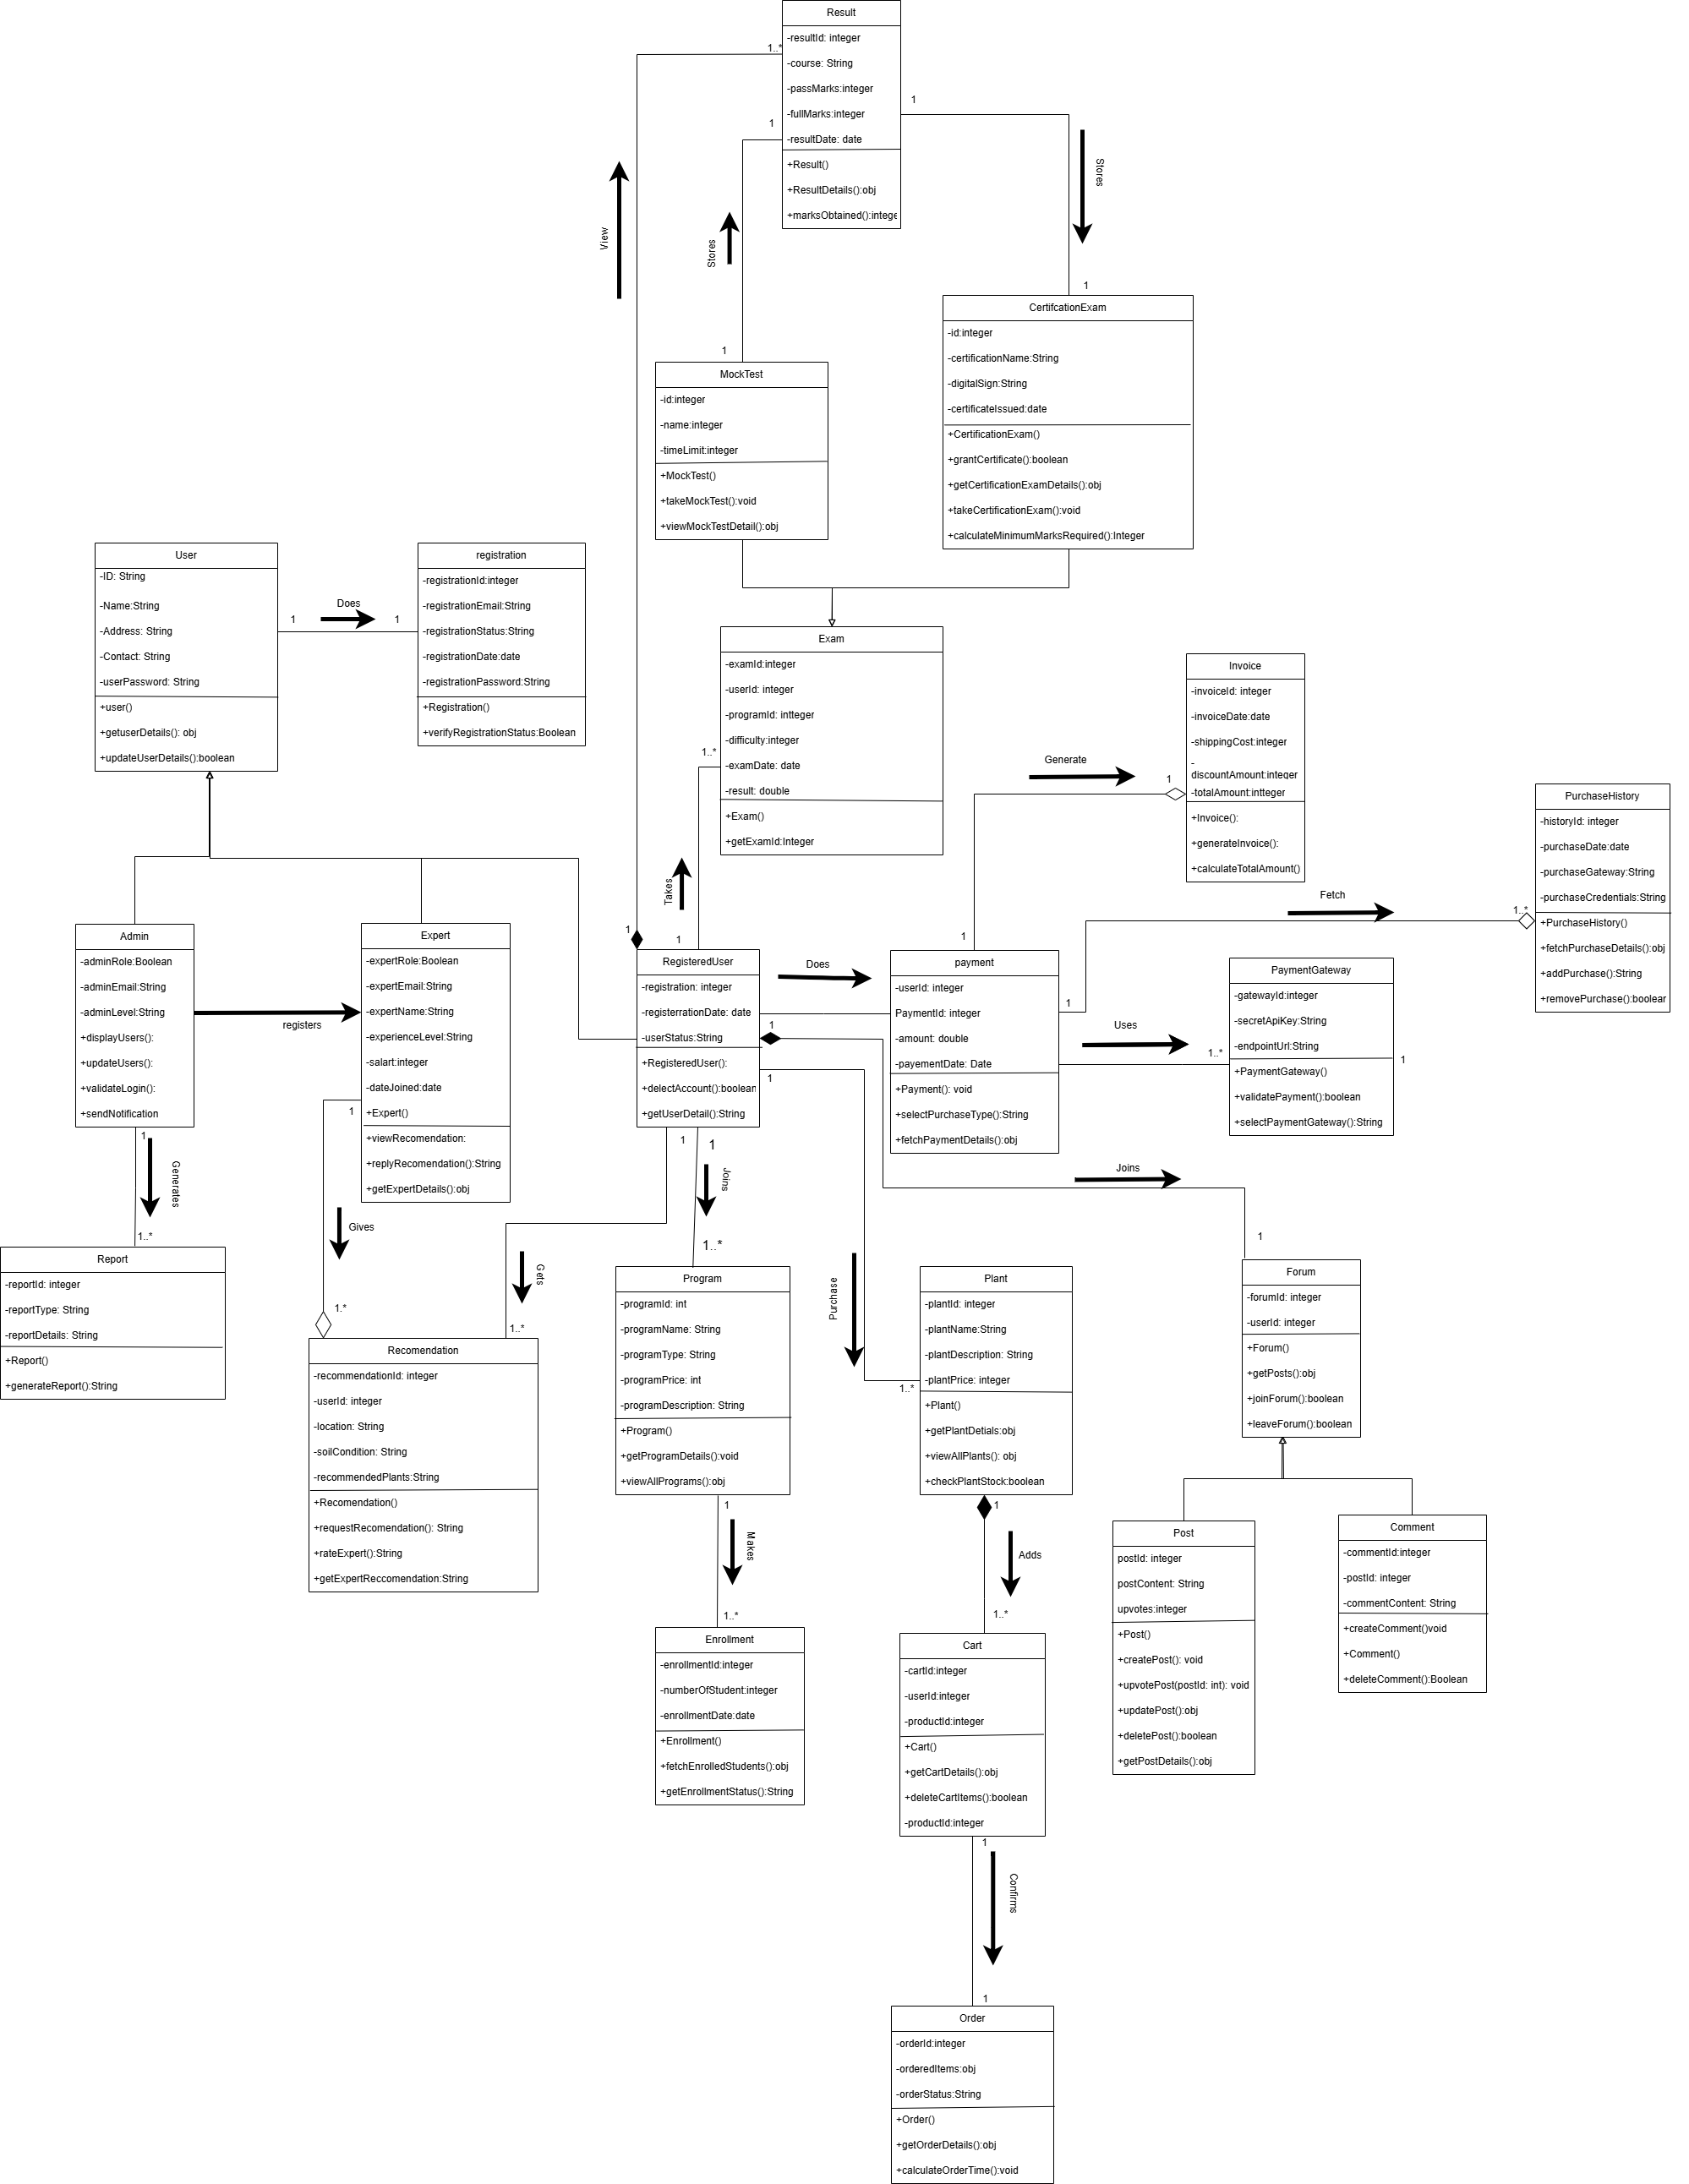 Result
-resultId: integer
-course: String
-passMarks:integer
-fullMarks:integer
-resultDate: date
+Result()
+ResultDetails():obj
+marksObtained():intege
1..*
1
1
Stores
View
Stores
1
1
CertifcationExam
-id:integer
-certificationName:String
-digitalSign:String
-certificateIssued:date
+CertificationExam()
+grantCertificate():boolean
+getCertificationExamDetails():obj
+takeCertificationExam():void
+calculateMinimumMarksRequired():Integer
MockTest
-id:integer
-name:integer
-timeLimit:integer
+MockTest()
+takeMockTest():void
+viewMockTestDetail():obj
User
-ID: String
-Name:String
-Address: String
-Contact: String
-userPassword: String
+user()
+getuserDetails(): obj
+updateUserDetails():boolean
1
Does
1
registration
-registrationId:integer
-registrationEmail:String
-registrationStatus:String
-registrationDate:date
-registrationPassword:String
+Registration()
+verifyRegistrationStatus:Boolean
Exam
-examId:integer
-userId: integer
-programId: intteger
-difficulty:integer
-examDate: date
-result: double
+Exam()
+getExamId:Integer
1..*
Takes
1
1
Invoice
-invoiceId: integer
-invoiceDate:date
-shippingCost:integer
-
discountAmount:integer
-totalAmount:intteger
+Invoice():
+generateInvoice():
+calculateTotalAmount()
Generate
1
1
PurchaseHistory
-historyId: integer
-purchaseDate:date
-purchaseGateway:String
-purchaseCredentials:String
+PurchaseHistory()
+fetchPurchaseDetails():obj
+addPurchase():String
+removePurchase():boolear
Fetch
1..*
1
Admin
-adminRole:Boolean
-adminEmail:String
-adminLevel:String
+displayUsers():
+updateUsers():
+validateLogin():
+sendNotification
registers
Expert
-expertRole:Boolean
-expertEmail:String
-expertName:String
-experienceLevel:String
-salart:integer
-dateJoined:date
+Expert()
+viewRecomendation:
+replyRecomendation():String
+getExpertDetails():obj
RegisteredUser
-registration: integer
-registerrationDate: date
-userStatus:String
+RegisteredUser():
+delectAccount():boolean
+getUserDetail():String
Does
1
1
payment
-userId: integer
PaymentId: integer
-amount: double
-payementDate: Date
+Payment(): void
+selectPurchaseType():String
+fetchPaymentDetails():obj
Uses
1..*
PaymentGateway
-gatewayId:integer
-secretApiKey:String
-endpointUrl:String
+PaymentGateway()
+validatePayment():boolean
+selectPaymentGateway():String
1
1
Generates
1..*
1
Gives
1.*
1
1
Joins
1..*
Gets
1..*
Joins
1
Purchase
1..*
Report
-reportId: integer
-reportType: String
-reportDetails: String
+Report()
+generateReport():String
Recomendation
-recommendationId: integer
-userId: integer
-location: String
-soilCondition: String
-recommendedPlants:String
+Recomendation()
+requestRecomendation(): String
+rateExpert():String
+getExpertReccomendation:String
Program
-programId: int
-programName: String
-programType: String
-programPrice: int
-programDescription: String
+Program()
+getProgramDetails():void
+viewAllPrograms():obj
Plant
-plantId: integer
-plantName:String
-plantDescription: String
-plantPrice: integer
+Plant()
+getPlantDetials:obj
+viewAllPlants(): obj
+checkPlantStock:boolean
Forum
-forumId: integer
-userId: integer
+Forum()
+getPosts():obj
+joinForum():boolean
+leaveForum():boolean
1
Makes
1..*
1
Adds
1..*
Post
postId: integer
postContent: String
upvotes:integer
+Post()
+createPost(): void
+upvotePost(postId: int): void
+updatePost():obj
+deletePost():boolean
+getPostDetails():obj
Comment
-commentId:integer
-postId: integer
-commentContent: String
+createComment()void
+Comment()
+deleteComment():Boolean
Enrollment
-enrollmentId:integer
-numberOfStudent:integer
-enrollmentDate:date
+Enrollment()
+fetchEnrolledStudents():obj
+getEnrollmentStatus():String
Cart
-cartId:integer
-userId:integer
-productId:integer
+Cart()
+getCartDetails():obj
+deleteCartItems():boolean
-productId:integer
1
Confirms
1
Order
-orderId:integer
-orderedItems:obj
-orderStatus:String
+Order()
+getOrderDetails():obj
+calculateOrderTime():void